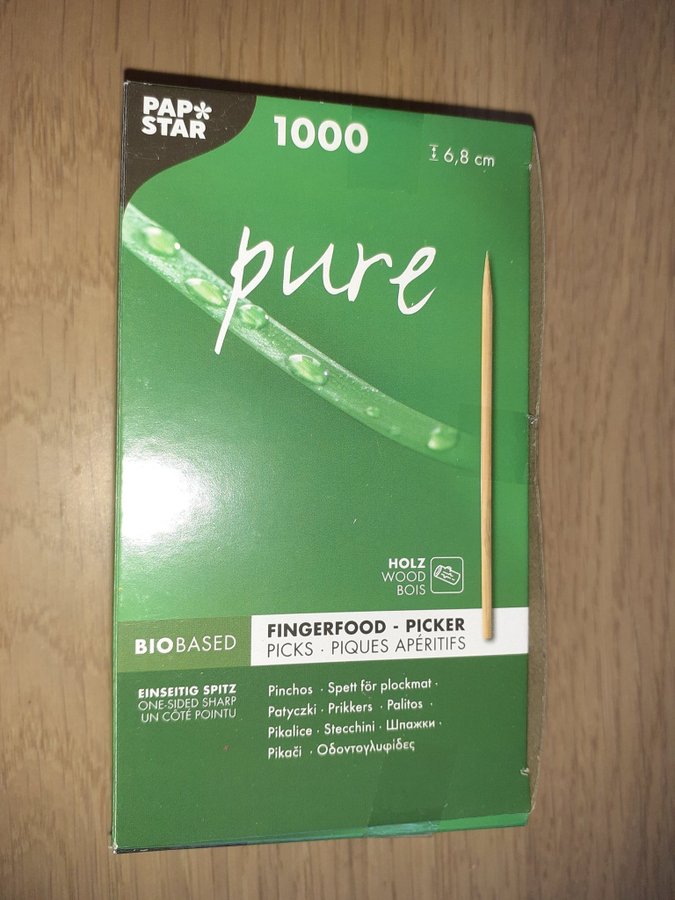 PAP*
STAR
1000
6,8 cm
pure
HOLZ
WOOD
BOIS
BIOBASED
FINGERFOOD - PICKER
PICKS · PIQUES APÉRITIFS
EINSEITIG SPITZ
ONE-SIDED SHARP
UN CÔTÉ POINTU
Pinchos · Spett för plockmat ·
Patyczki · Prikkers · Palitos ·
Pikalice · Stecchini · Шпажки ·
Pikači · Οδοντογλυφίδες